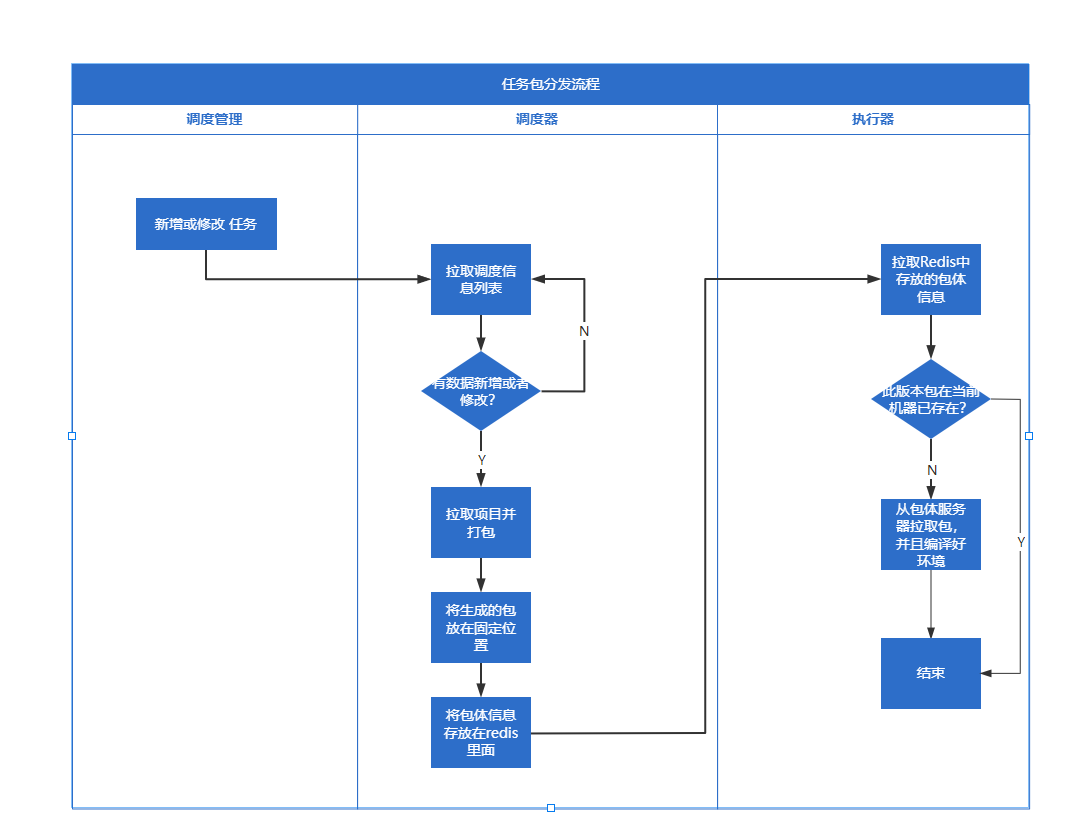 任务包分发流程
调度管理
调度器
执行器
新增或修改 任务
拉取调度信
息列表
N
有数据新增或者
修改?
Y
拉取项目并
打包
将生成的包
放在固定位
置
将包体信息
存放在redis
里面
拉取Redis中
存放的包体
信息
此版本包在当前
机器已存在?
N
Y
从包体服务
器拉取包，
并且编译好
环境
结束